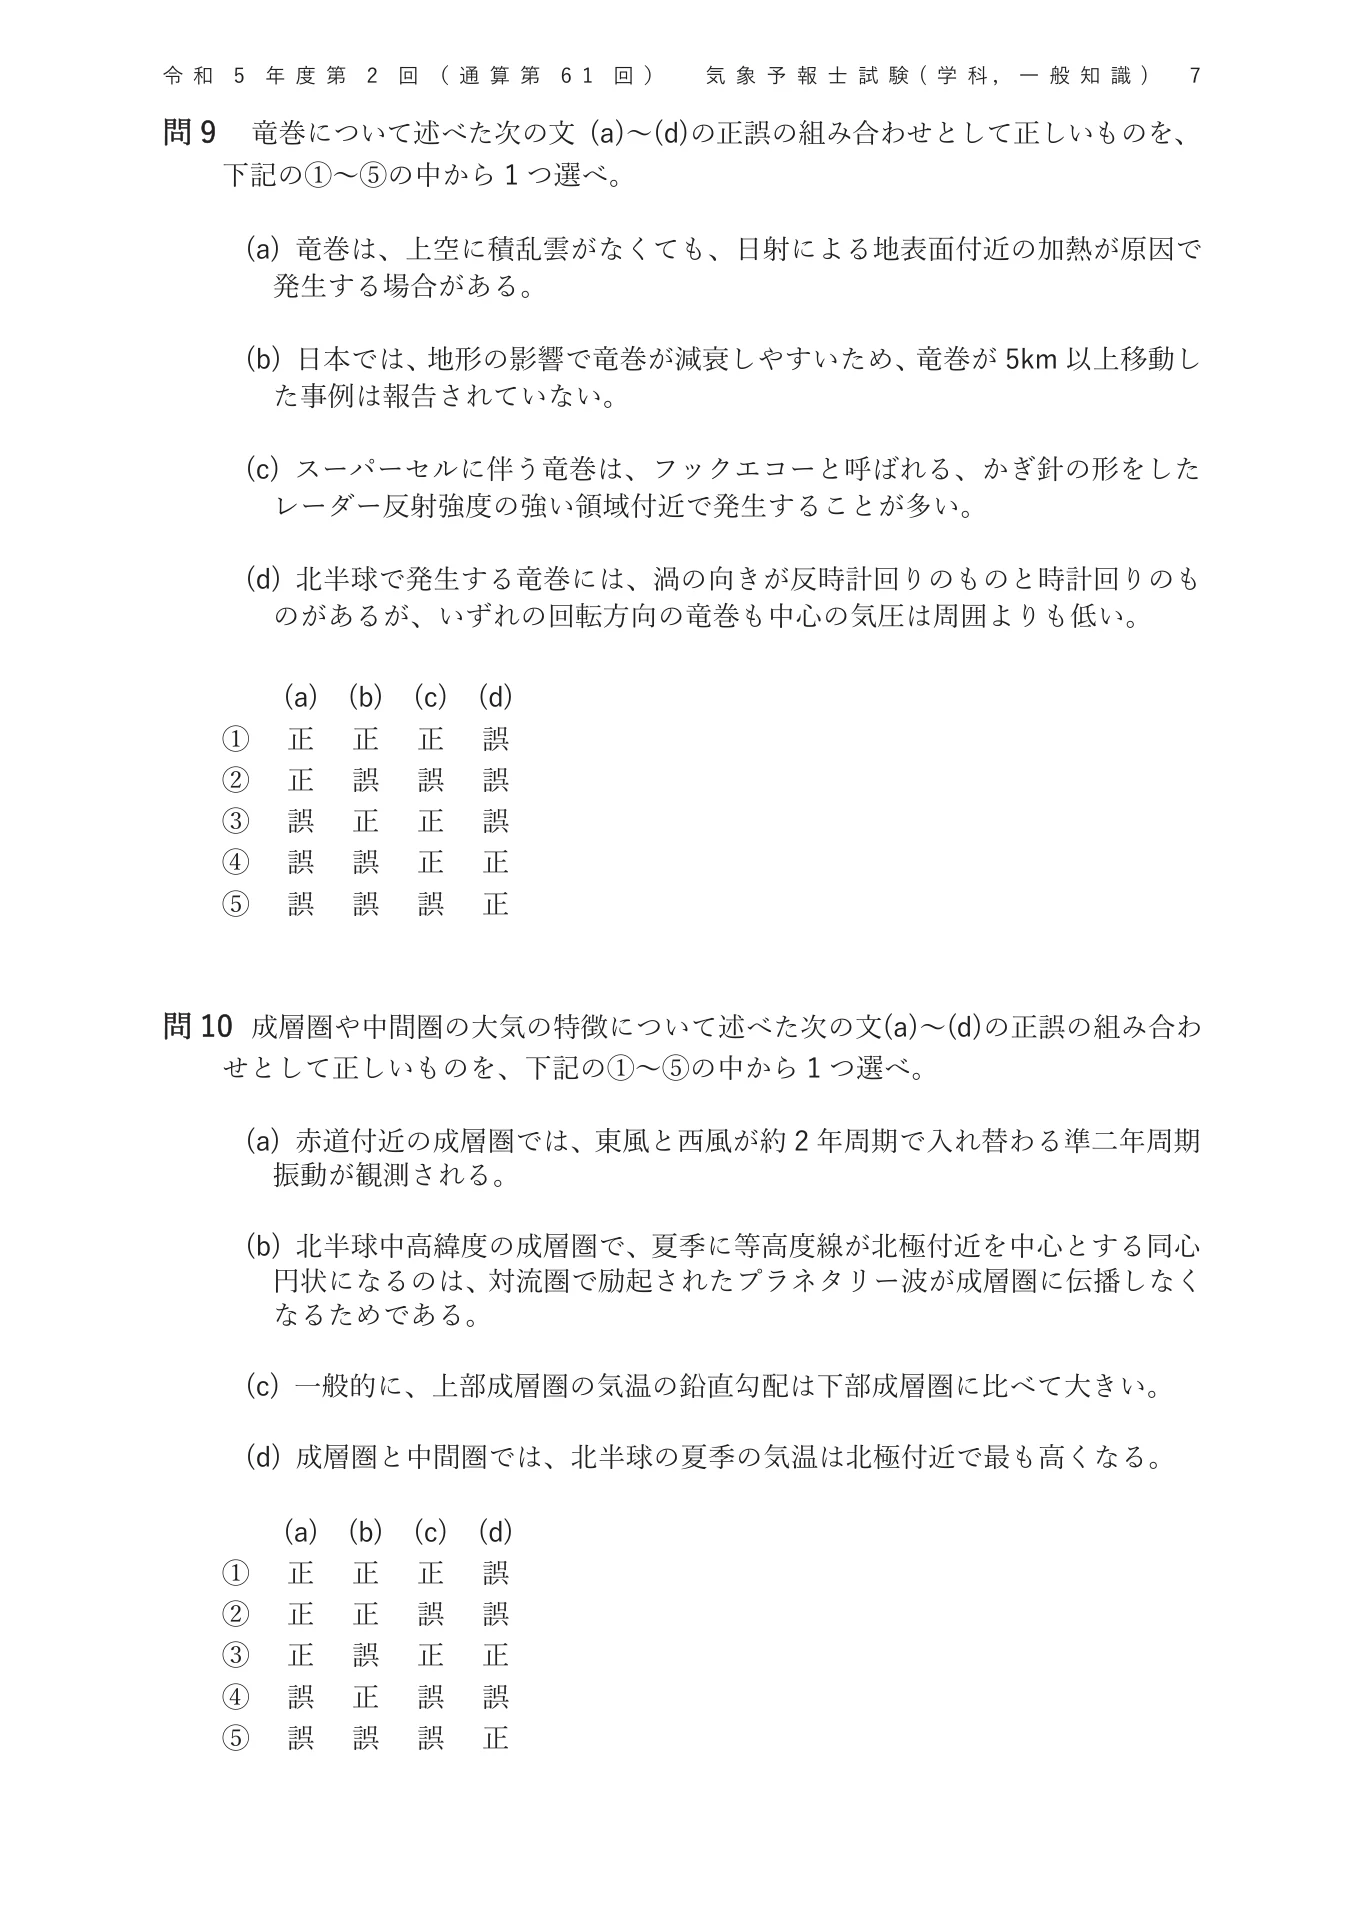 令和 5 年度第 2 回（通算第 61 回） 気象予報士試験(学科, 一般知識) 7
問 9 竜巻について述べた次の文 (a)～(d)の正誤の組み合わせとして正しいものを、
下記の①～⑤の中から 1 つ選べ。
(a) 竜巻は、上空に積乱雲がなくても、日射による地表面付近の加熱が原因で
発生する場合がある。
(b) 日本では、地形の影響で竜巻が減衰しやすいため、竜巻が 5km 以上移動し
た事例は報告されていない。
(c) スーパーセルに伴う竜巻は、フックエコーと呼ばれる、かぎ針の形をした
レーダー反射強度の強い領域付近で発生することが多い。
(d) 北半球で発生する竜巻には、渦の向きが反時計回りのものと時計回りのも
のがあるが、いずれの回転方向の竜巻も中心の気圧は周囲よりも低い。
(a) (b) (c) (d)
① 正 正 正 誤
② 正 誤 誤 誤
③ 誤 正 正 誤
④ 誤 誤 正 正
⑤ 誤 誤 誤 正
問 10 成層圏や中間圏の大気の特徴について述べた次の文(a)～(d)の正誤の組み合わ
せとして正しいものを、下記の①～⑤の中から 1 つ選べ。
(a) 赤道付近の成層圏では、東風と西風が約 2 年周期で入れ替わる準二年周期
振動が観測される。
(b) 北半球中高緯度の成層圏で、夏季に等高度線が北極付近を中心とする同心
円状になるのは、対流圏で励起されたプラネタリー波が成層圏に伝播しなく
なるためである。
(c) 一般的に、上部成層圏の気温の鉛直勾配は下部成層圏に比べて大きい。
(d) 成層圏と中間圏では、北半球の夏季の気温は北極付近で最も高くなる。
(a) (b) (c) (d)
① 正 正 正 誤
② 正 正 誤 誤
③ 正 誤 正 正
④ 誤 正 誤 誤
⑤ 誤 誤 誤 正